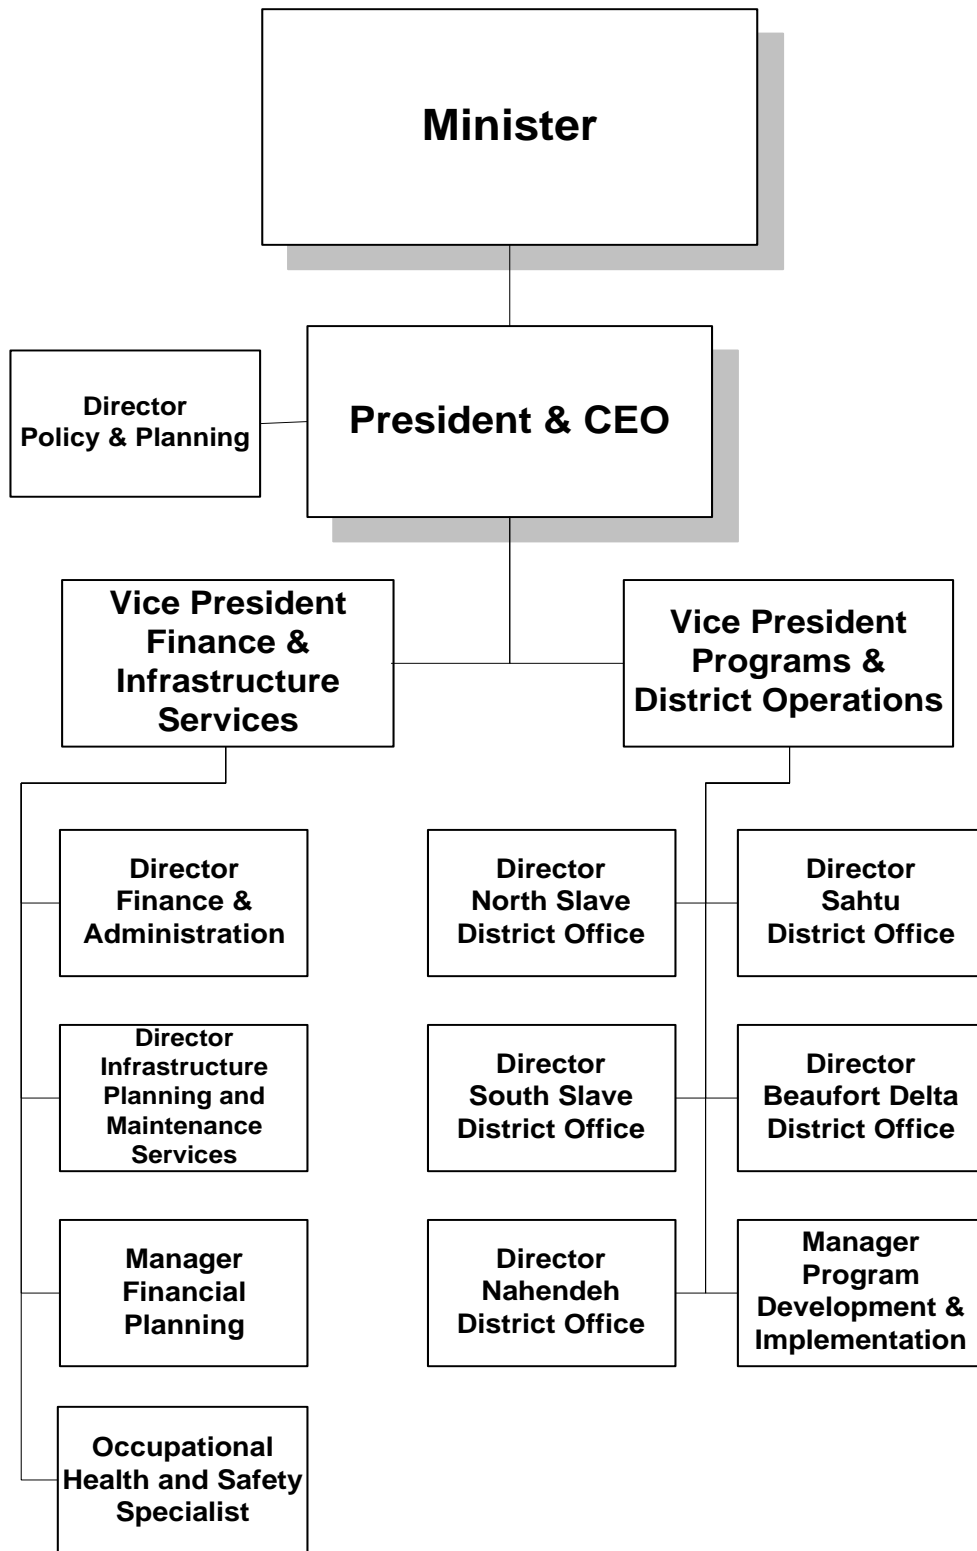 Minister
President & CEO
Director
Policy & Planning
Vice President
Finance &
Infrastructure
Services
Vice President
Programs &
District Operations
Director
Finance &
Administration
Director
North Slave
District Office
Director
Sahtu
District Office
Director
Infrastructure
Planning and
Maintenance
Services
Director
South Slave
District Office
Director
Beaufort Delta
District Office
Manager
Financial
Planning
Director
Nahendeh
District Office
Manager
Program
Development &
Implementation
Occupational
Health and Safety
Specialist